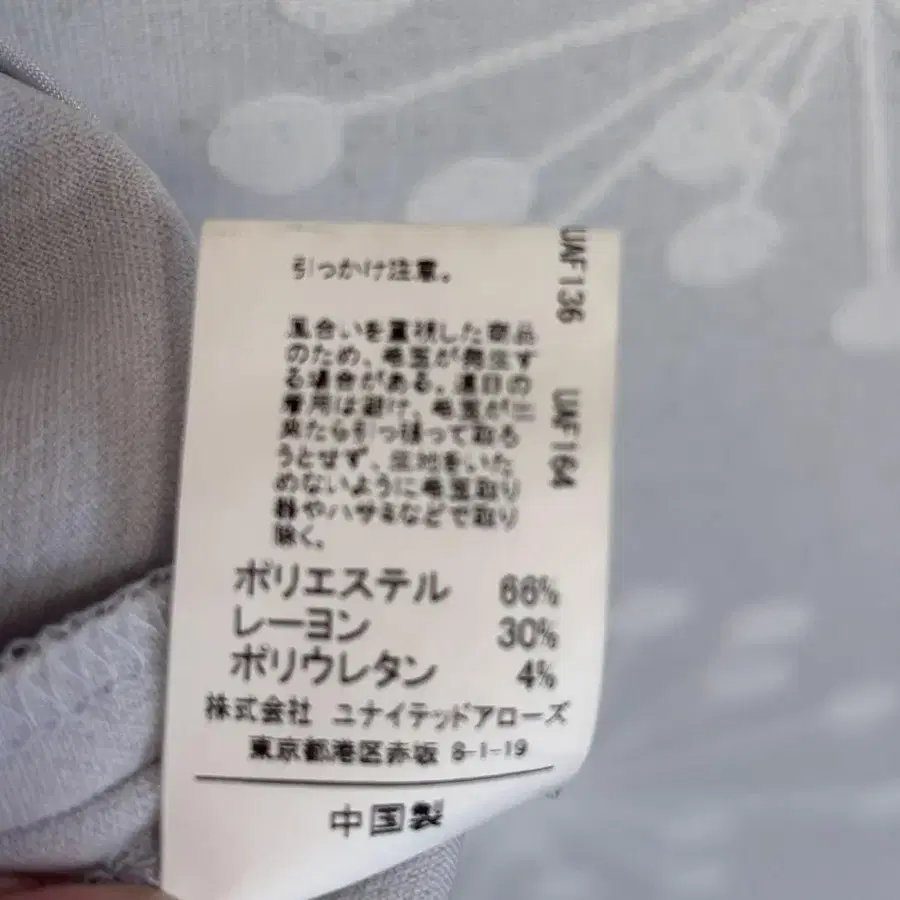 引っかけ注意。
風合いを重視した商品
のため、毛玉が発生す
る場合がある。連日の
着用は避け、毛玉が出
来たら引っ張って取ろ
うとせず、生地をいた
めないように毛玉取り
器やハサミなどで取り
除く。
ポリエステル 66%
レーヨン 30%
ポリウレタン 4%
株式会社 ユナイテッドアローズ
東京都港区赤坂 8-1-19
中国製
UAF136
UAF164